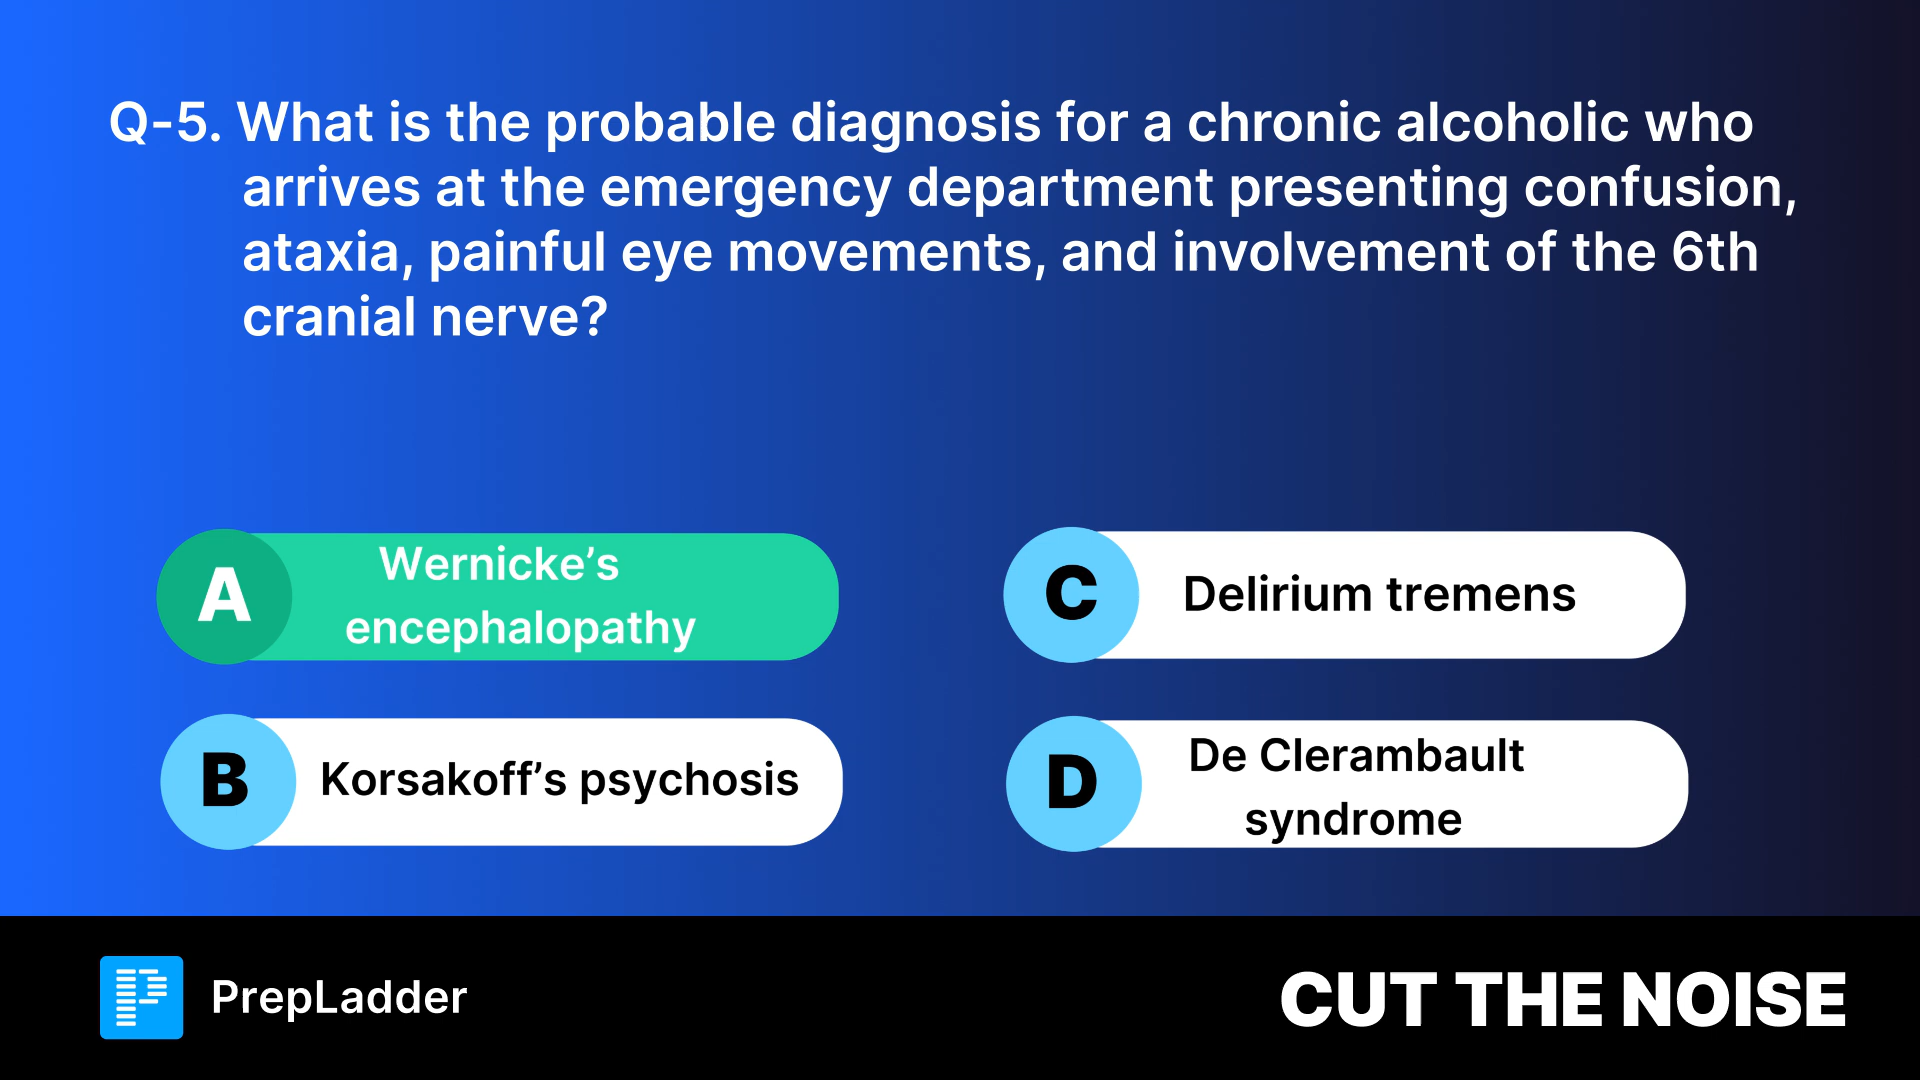 Q-5. What is the probable diagnosis for a chronic alcoholic who
arrives at the emergency department presenting confusion,
ataxia, painful eye movements, and involvement of the 6th
cranial nerve?
A
Wernicke’s
encephalopathy
B
Korsakoff’s psychosis
C
Delirium tremens
D
De Clerambault
syndrome
PrepLadder
CUT THE NOISE